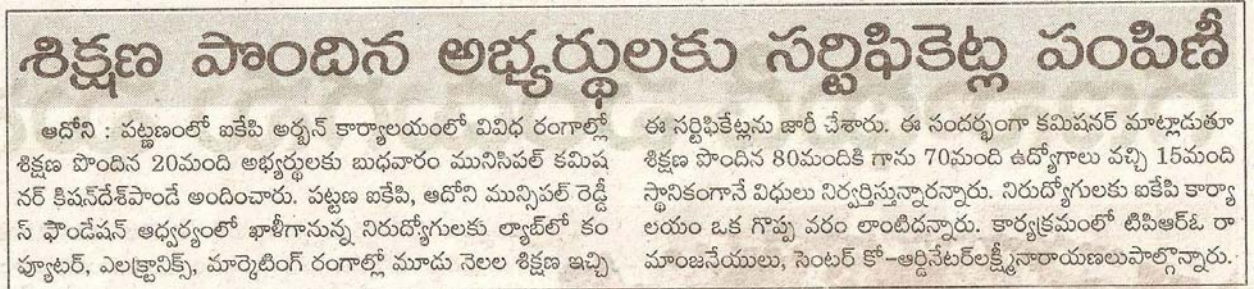 శిక్షణ పొందిన అభ్యర్థులకు సర్టిఫికెట్ల పంపిణీ
ఆదోని : పట్టణంలో ఐకేపి అర్బన్ కార్యాలయంలో వివిధ రంగాల్లో
శిక్షణ పొందిన 20మంది అభ్యర్థులకు బుధవారం మునిసిపల్ కమిష
నర్ కిషన్‌దేశ్‌పాండే అందించారు. పట్టణ ఐకేపి, ఆదోని మున్సిపల్ రెడ్డీ
స్ ఫౌండేషన్ ఆధ్వర్యంలో ఖాళీగానున్న నిరుద్యోగులకు ల్యాబ్‌లో కం
ప్యూటర్, ఎలక్ట్రానిక్స్, మార్కెటింగ్ రంగాల్లో మూడు నెలల శిక్షణ ఇచ్చి
ఈ సర్టిఫికేట్లను జారీ చేశారు. ఈ సందర్భంగా కమిషనర్ మాట్లాడుతూ
శిక్షణ పొందిన 80మందికి గాను 70మంది ఉద్యోగాలు వచ్చి 15మంది
స్థానికంగానే విధులు నిర్వర్తిస్తున్నారన్నారు. నిరుద్యోగులకు ఐకేపి కార్యా
లయం ఒక గొప్ప వరం లాంటిదన్నారు. కార్యక్రమంలో టిపిఆర్ఓ రా
మాంజనేయులు, సెంటర్ కో-ఆర్డినేటర్‌లక్ష్మీనారాయణలుపాల్గొన్నారు.